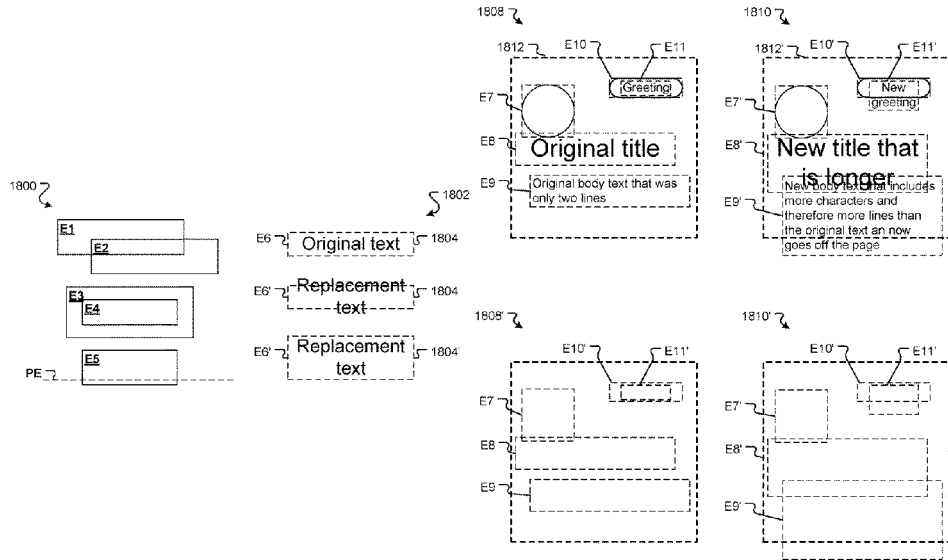 1800
E1
E2
E3
E4
E5
PE
1802
E6
Original text
1804
E6'
Replacement
text
1804
E6'
Replacement
text
1804'
1808
E10
E11
1812
Greeting
E7
E8
Original title
E9
Original body text that was
only two lines
1810
E10'
E11'
1812'
New
greeting
E7'
E8'
New title that
is longer
E9'
New body text that includes
more characters and
therefore more lines than
the original text an now
goes off the page
1808'
E10'
E11'
E7
E8
E9
1810'
E10'
E11'
E7'
E8'
E9'